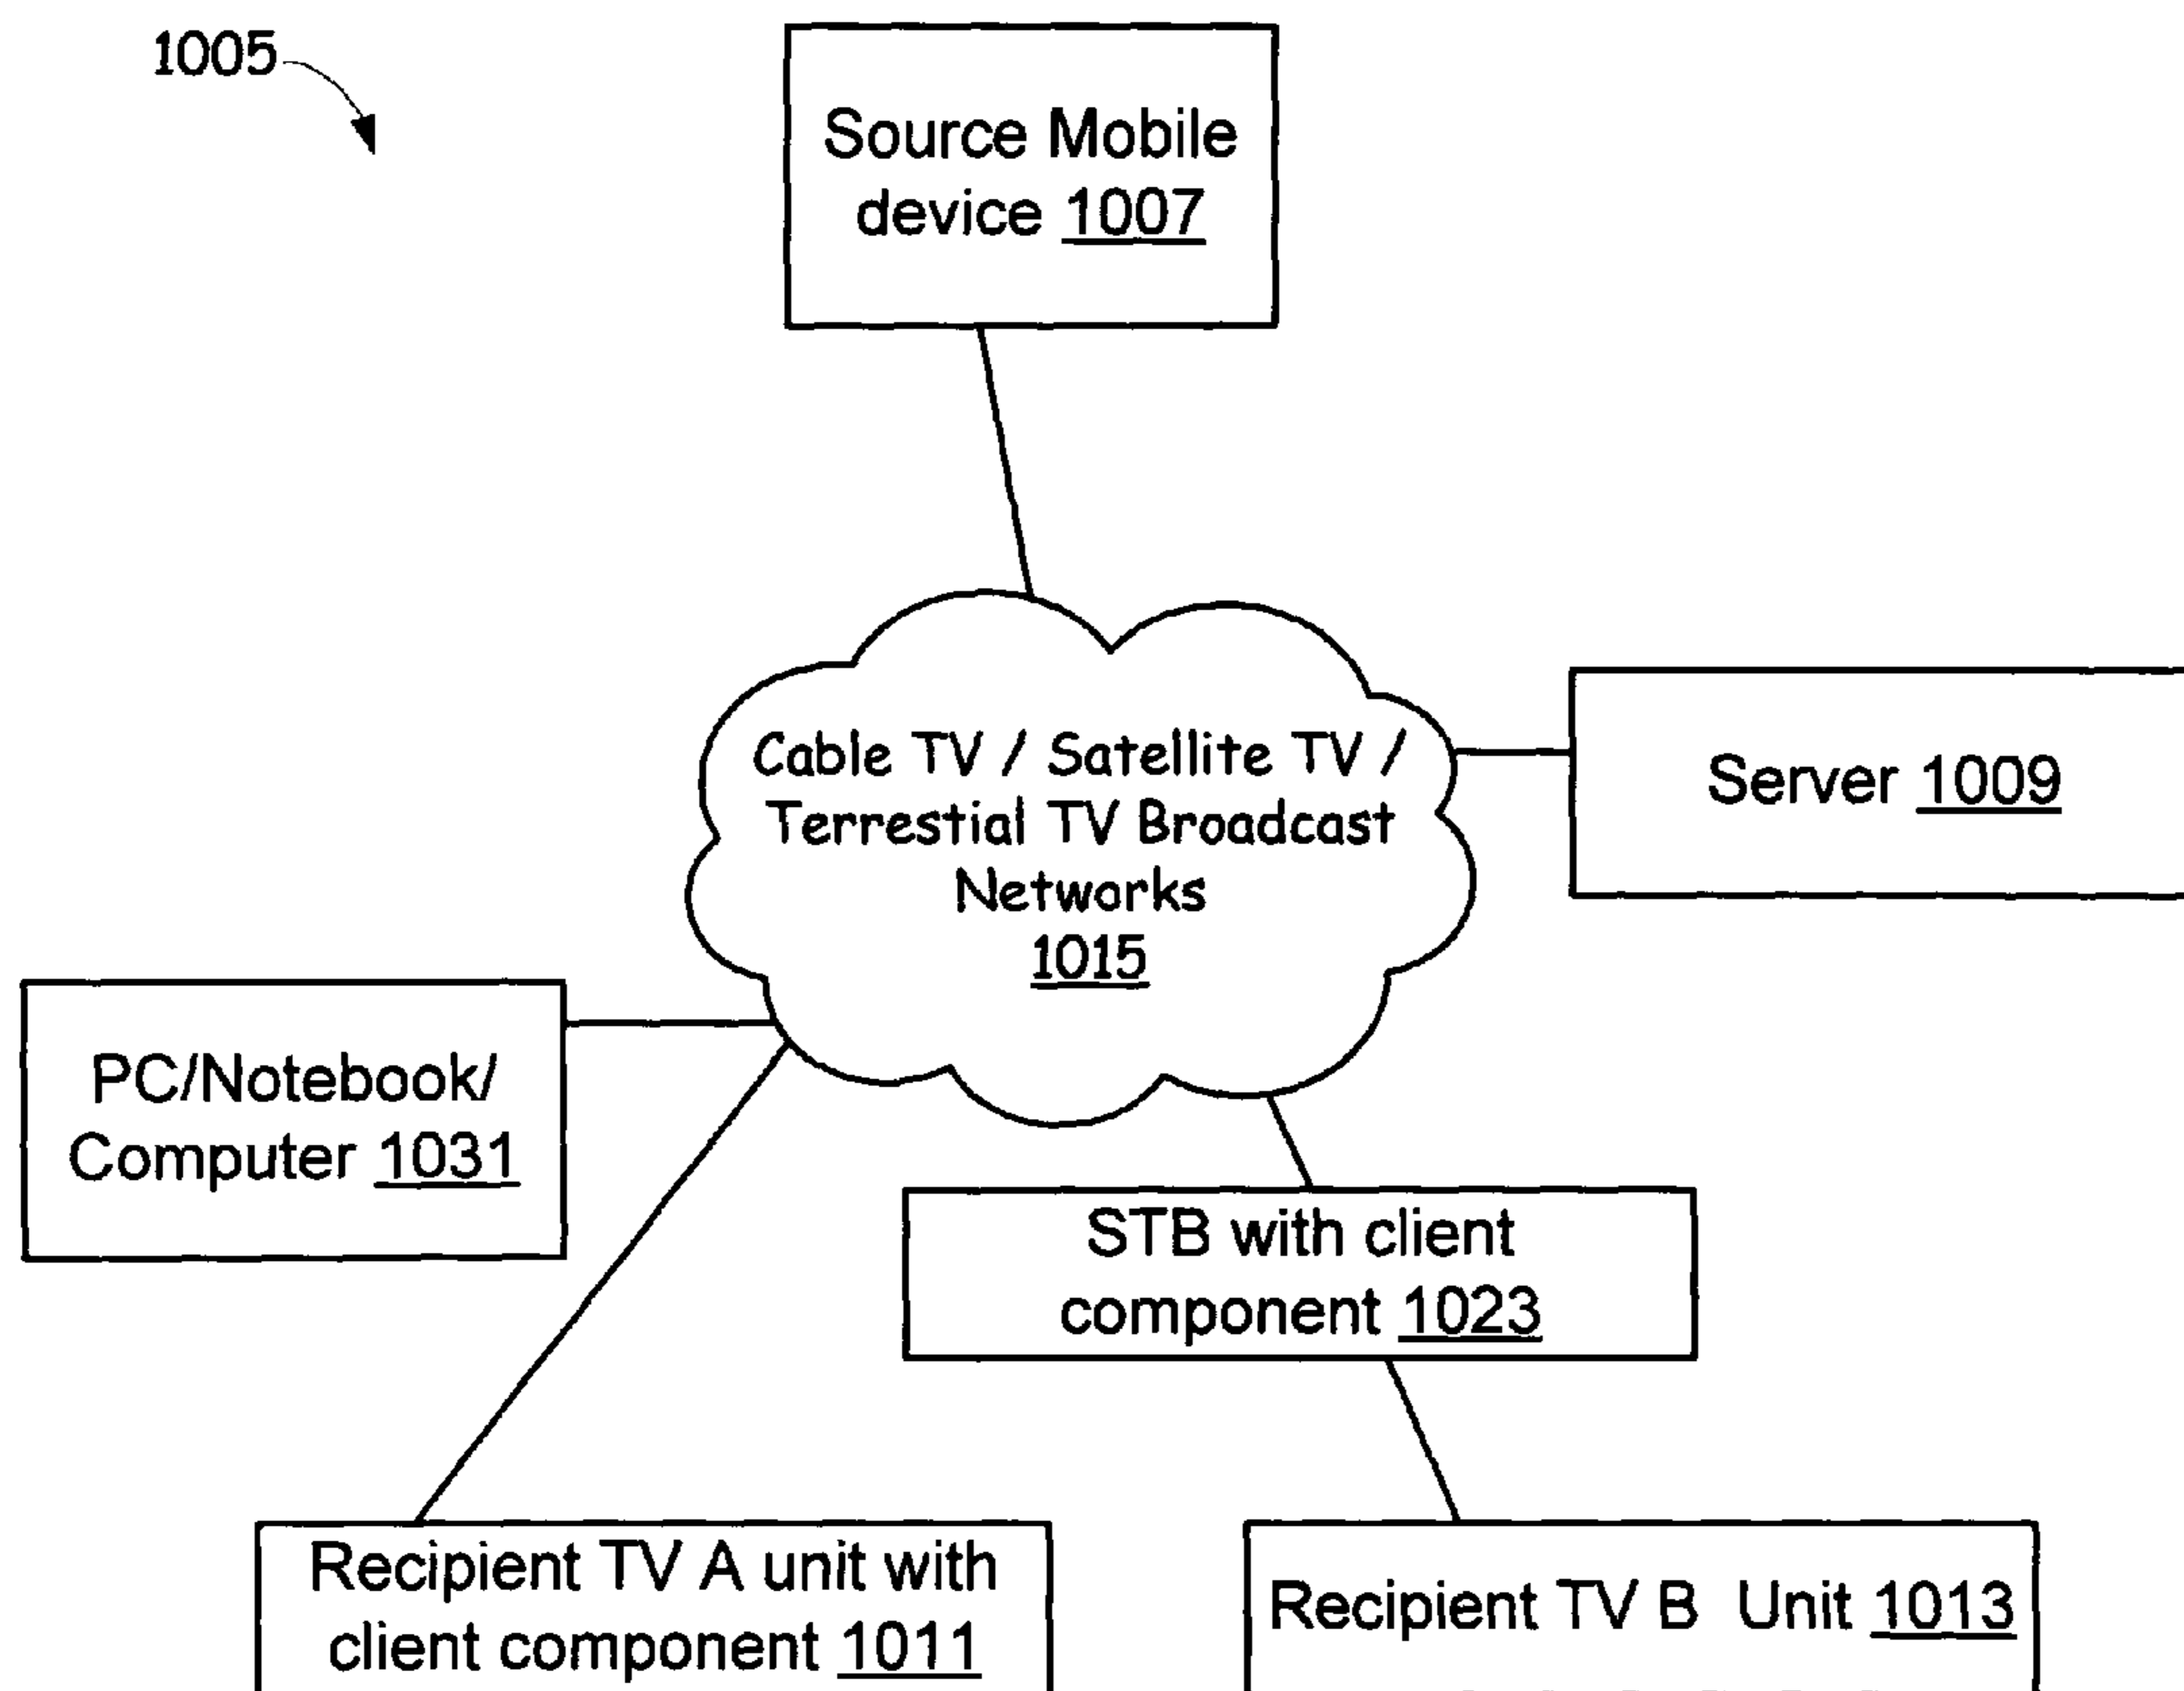 1005
Source Mobile
device 1007
Cable TV / Satellite TV /
Terrestial TV Broadcast
Networks
1015
Server 1009
PC/Notebook/
Computer 1031
STB with client
component 1023
Recipient TV A unit with
client component 1011
Recipient TV B Unit 1013